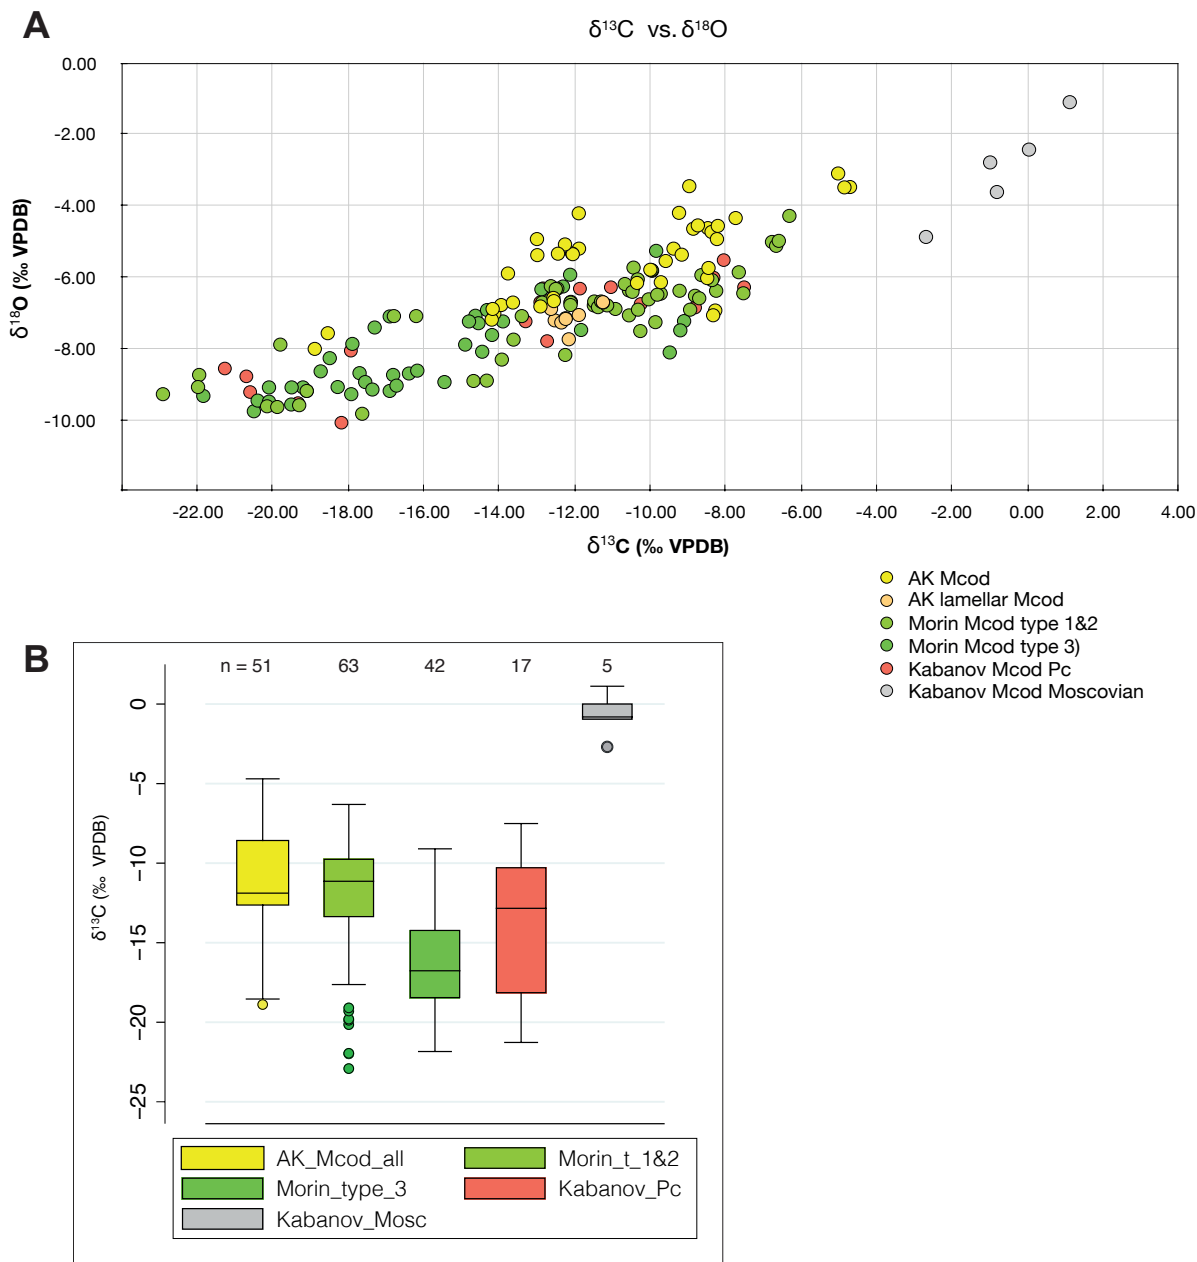 A
δ¹³C vs. δ¹⁸O
0.00
-2.00
-4.00
-6.00
-8.00
-10.00
δ¹⁸O (‰ VPDB)
-22.00 -20.00 -18.00 -16.00 -14.00 -12.00 -10.00 -8.00 -6.00 -4.00 -2.00 0.00 2.00 4.00
δ¹³C (‰ VPDB)
AK Mcod
AK lamellar Mcod
Morin Mcod type 1&2
Morin Mcod type 3)
Kabanov Mcod Pc
Kabanov Mcod Moscovian
B
n = 51 63 42 17 5
0
−5
−10
−15
−20
−25
δ¹³C (‰ VPDB)
AK_Mcod_all Morin_t_1&2
Morin_type_3 Kabanov_Pc
Kabanov_Mosc